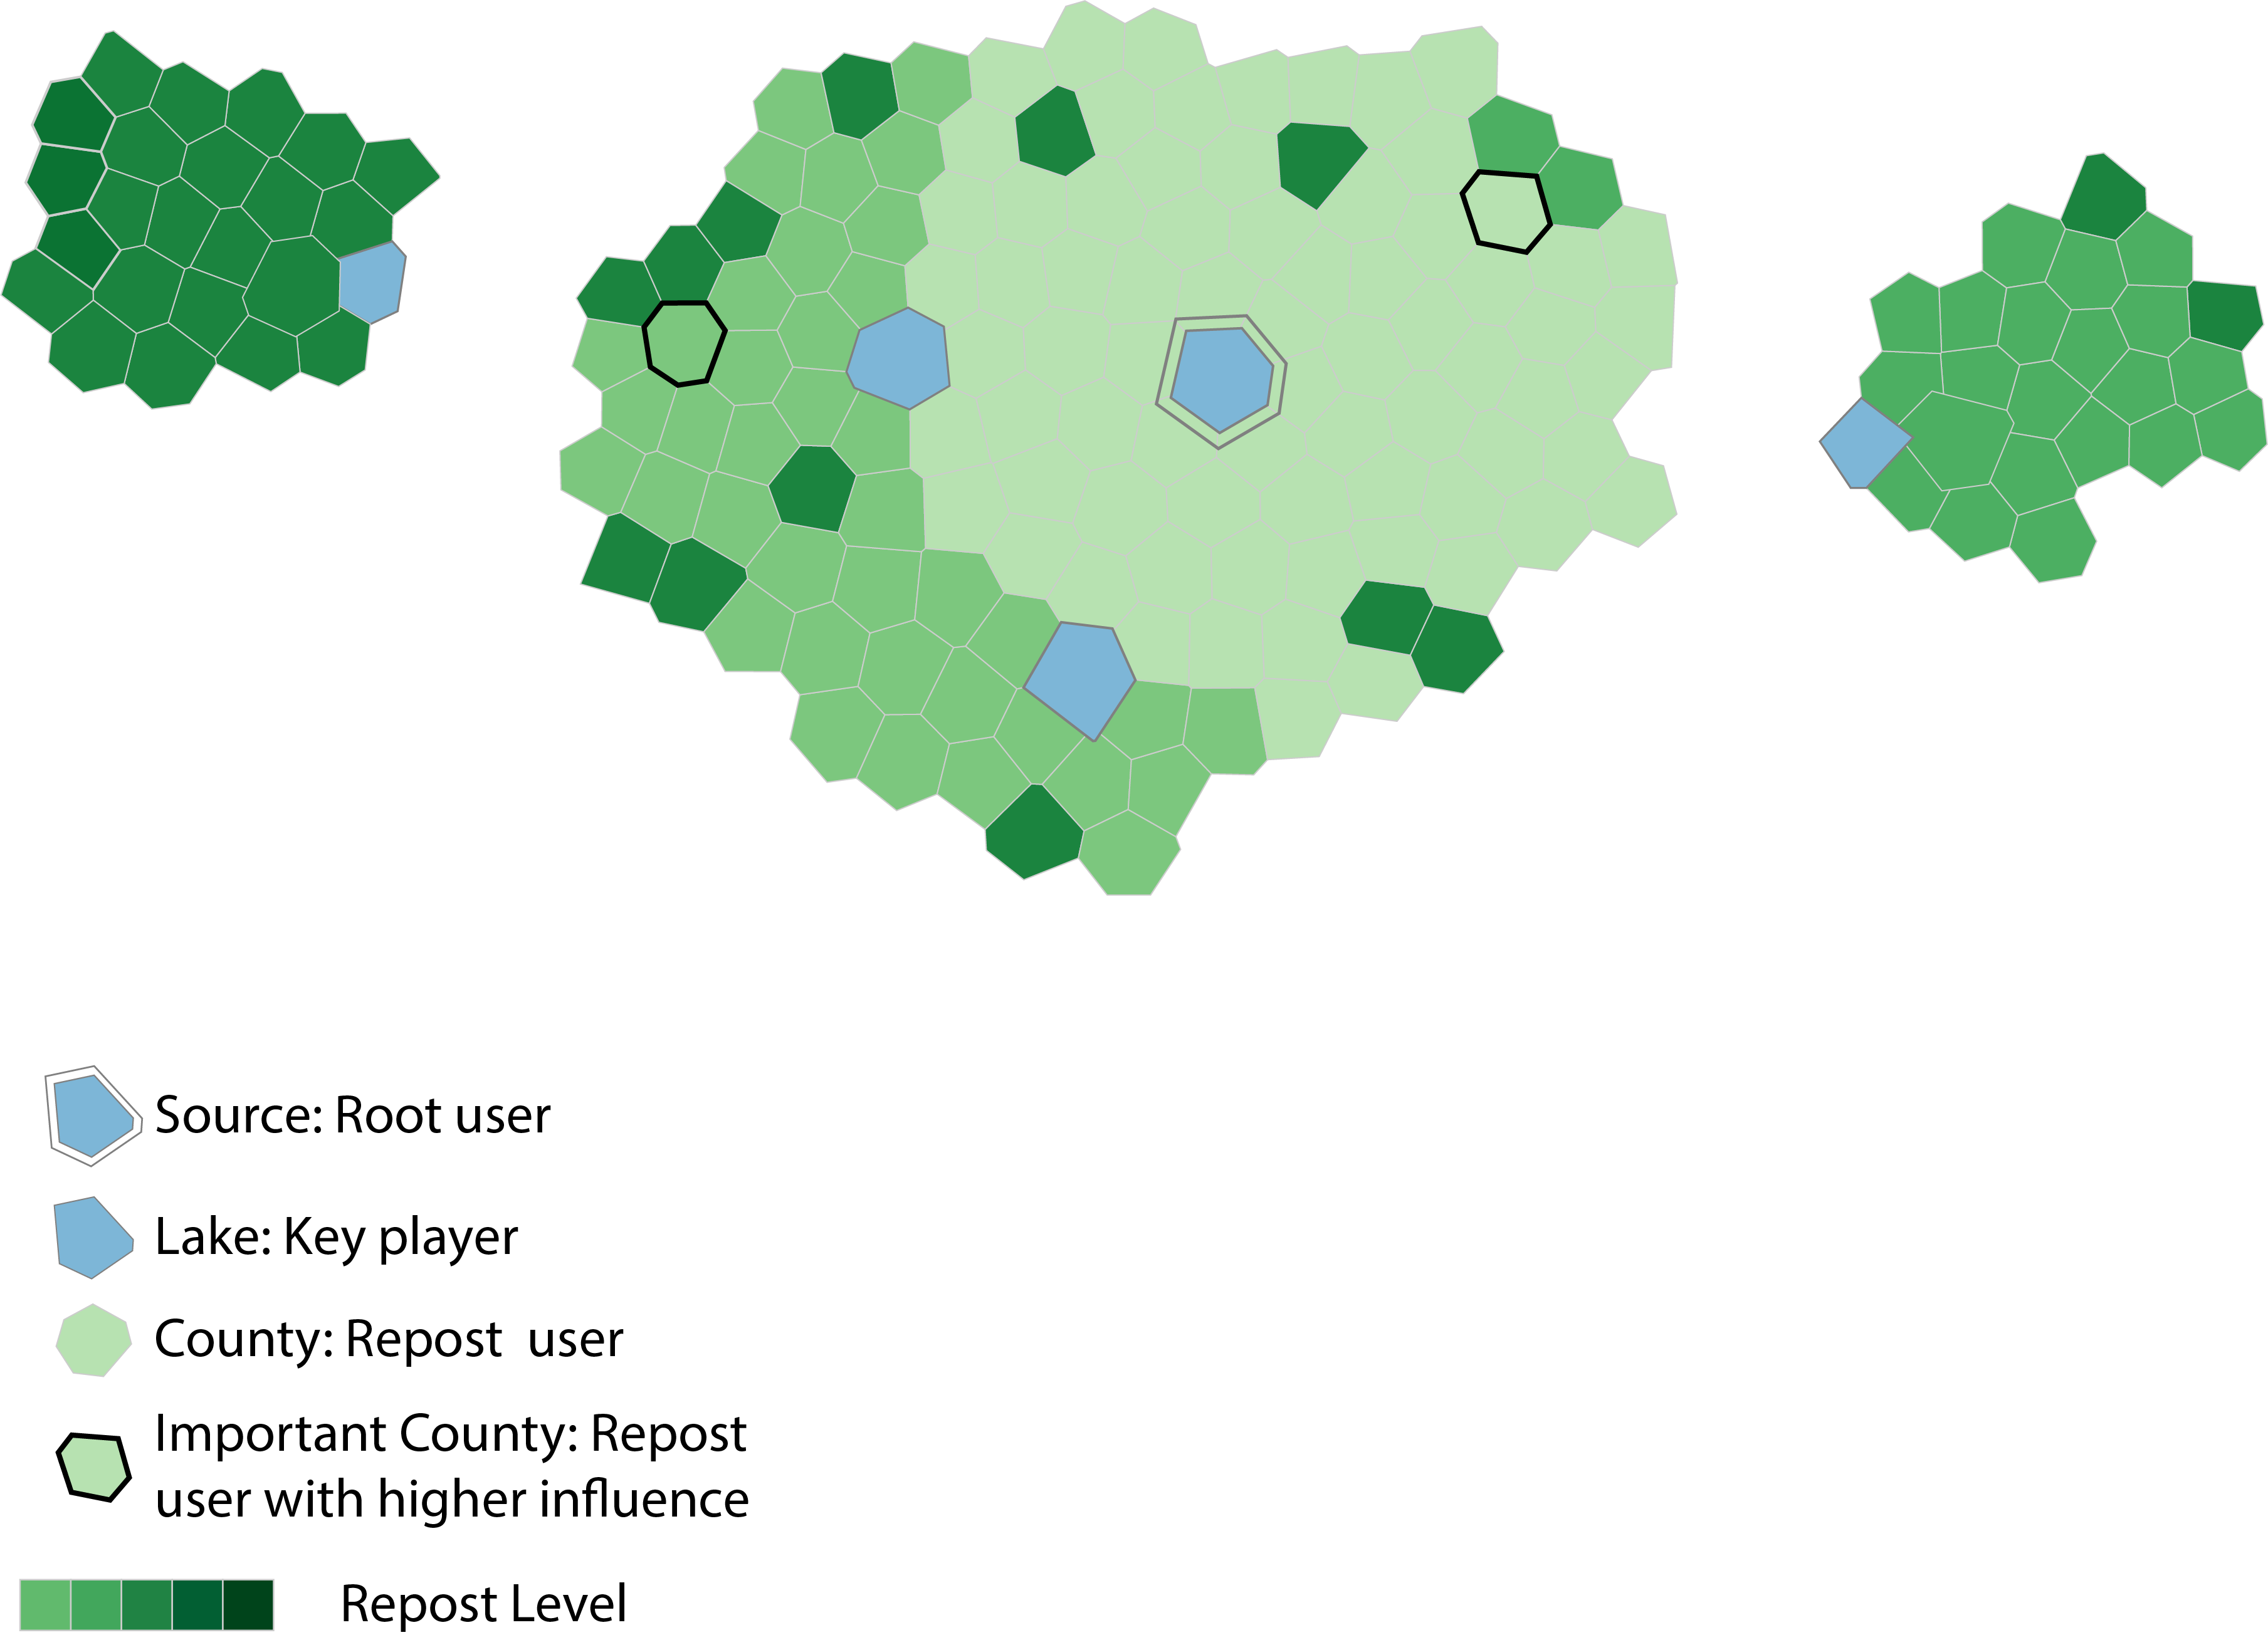 Source: Root user
Lake: Key player
County: Repost user
Important County: Repost
user with higher influence
Repost Level